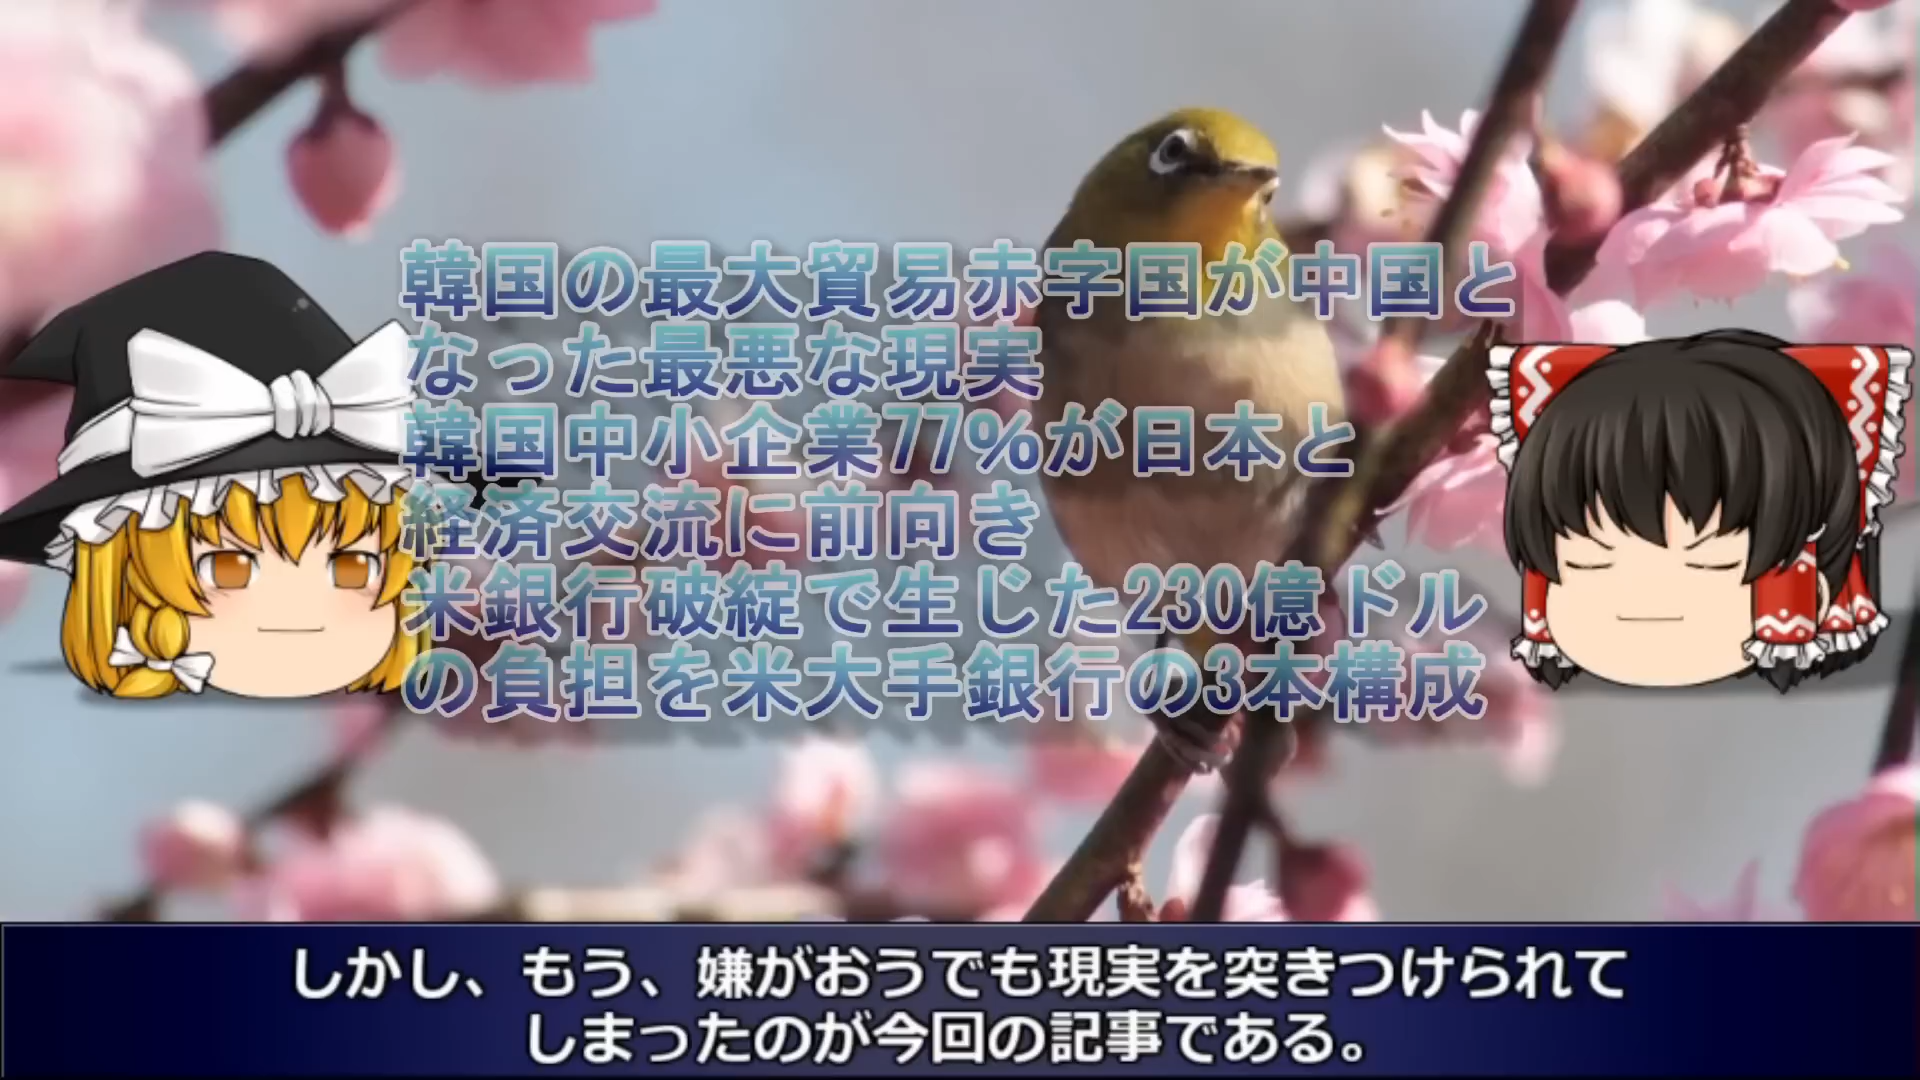 韓国の最大貿易赤字国が中国と
なった最悪な現実
韓国中小企業77%が日本と
経済交流に前向き
米銀行破綻で生じた230億ドル
の負担を米大手銀行の3本構成
しかし、もう、嫌がおうでも現実を突きつけられて
しまったのが今回の記事である。